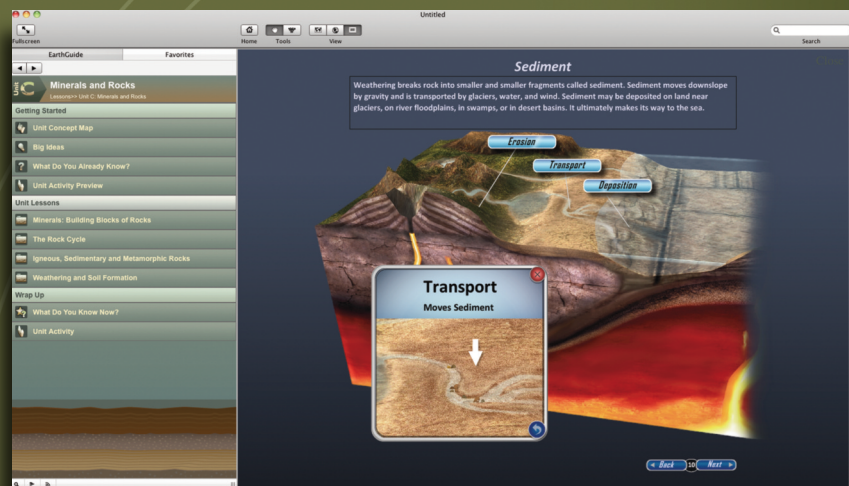 Untitled
Fullscreen
Home
Tools
View
Search
EarthGuide
Favorites
Unit C
Minerals and Rocks
Lessons>> Unit C: Minerals and Rocks
Getting Started
Unit Concept Map
Big Ideas
What Do You Already Know?
Unit Activity Preview
Unit Lessons
Minerals: Building Blocks of Rocks
The Rock Cycle
Igneous, Sedimentary and Metamorphic Rocks
Weathering and Soil Formation
Wrap Up
What Do You Know Now?
Unit Activity
Sediment
Weathering breaks rock into smaller and smaller fragments called sediment. Sediment moves downslope
by gravity and is transported by glaciers, water, and wind. Sediment may be deposited on land near
glaciers, on river floodplains, in swamps, or in desert basins. It ultimately makes its way to the sea.
Erosion
Transport
Deposition
Transport
Moves Sediment
Back 10 Next